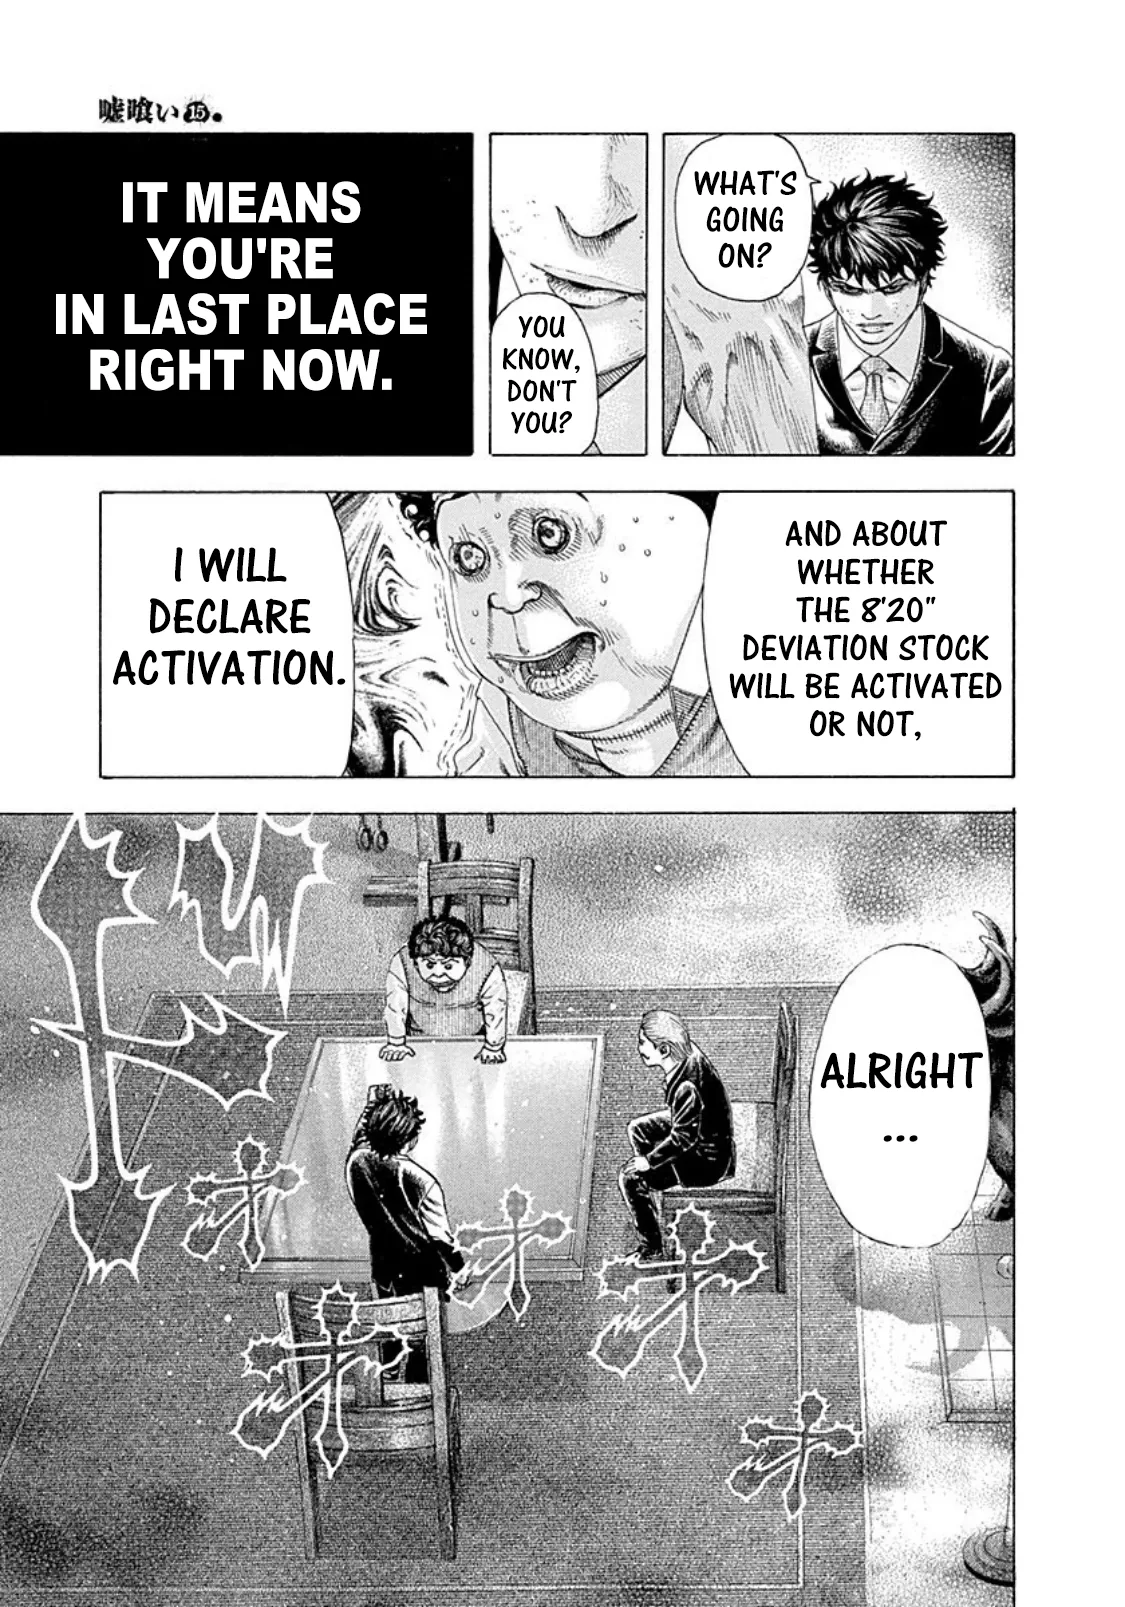 嘘喰い 15
WHAT'S
GOING
ON?
YOU
KNOW,
DON'T
YOU?
IT MEANS
YOU'RE
IN LAST PLACE
RIGHT NOW.
AND ABOUT
WHETHER
THE 8'20"
DEVIATION STOCK
WILL BE ACTIVATED
OR NOT,
I WILL
DECLARE
ACTIVATION.
ALRIGHT
...